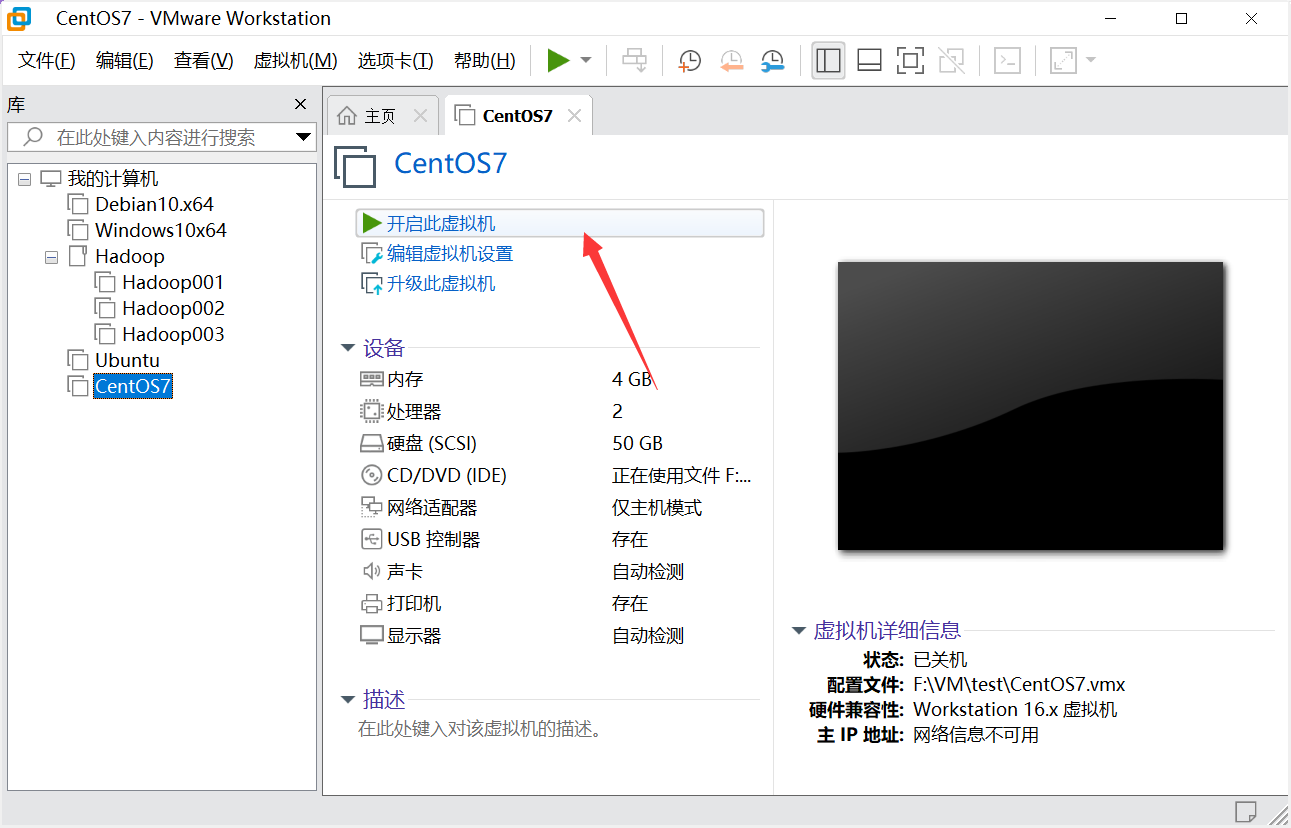 CentOS7 - VMware Workstation
文件(F) 编辑(E) 查看(V) 虚拟机(M) 选项卡(T) 帮助(H)
库
在此处键入内容进行搜索
我的计算机
Debian10.x64
Windows10x64
Hadoop
Hadoop001
Hadoop002
Hadoop003
Ubuntu
CentOS7
主页 CentOS7
CentOS7
开启此虚拟机
编辑虚拟机设置
升级此虚拟机
设备
内存 4 GB
处理器 2
硬盘 (SCSI) 50 GB
CD/DVD (IDE) 正在使用文件 F:...
网络适配器 仅主机模式
USB 控制器 存在
声卡 自动检测
打印机 存在
显示器 自动检测
描述
在此处键入对该虚拟机的描述。
虚拟机详细信息
状态: 已关机
配置文件: F:\VM\test\CentOS7.vmx
硬件兼容性: Workstation 16.x 虚拟机
主 IP 地址: 网络信息不可用